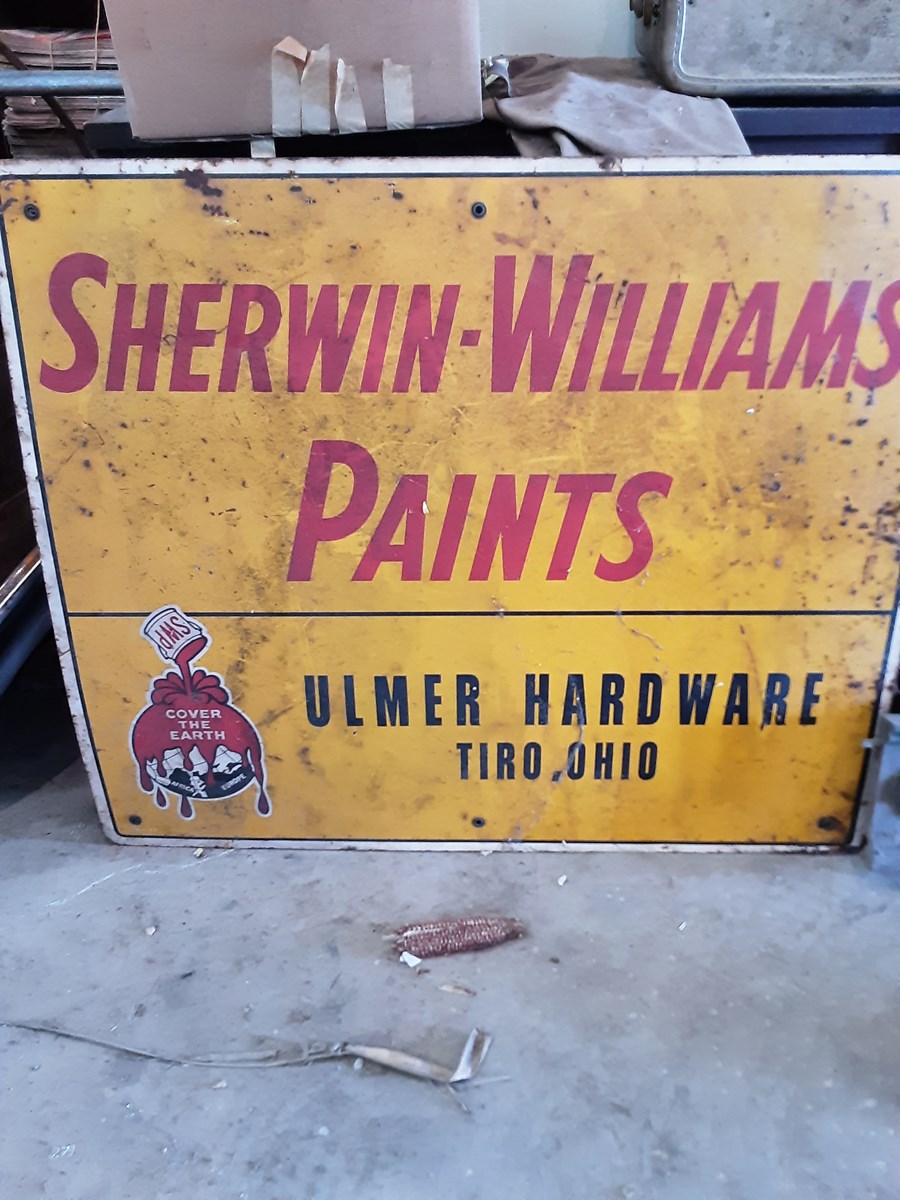 SHERWIN-WILLIAMS
PAINTS
SWP
COVER
THE
EARTH
AFRICA
EUROPE
ULMER HARDWARE
TIRO, OHIO